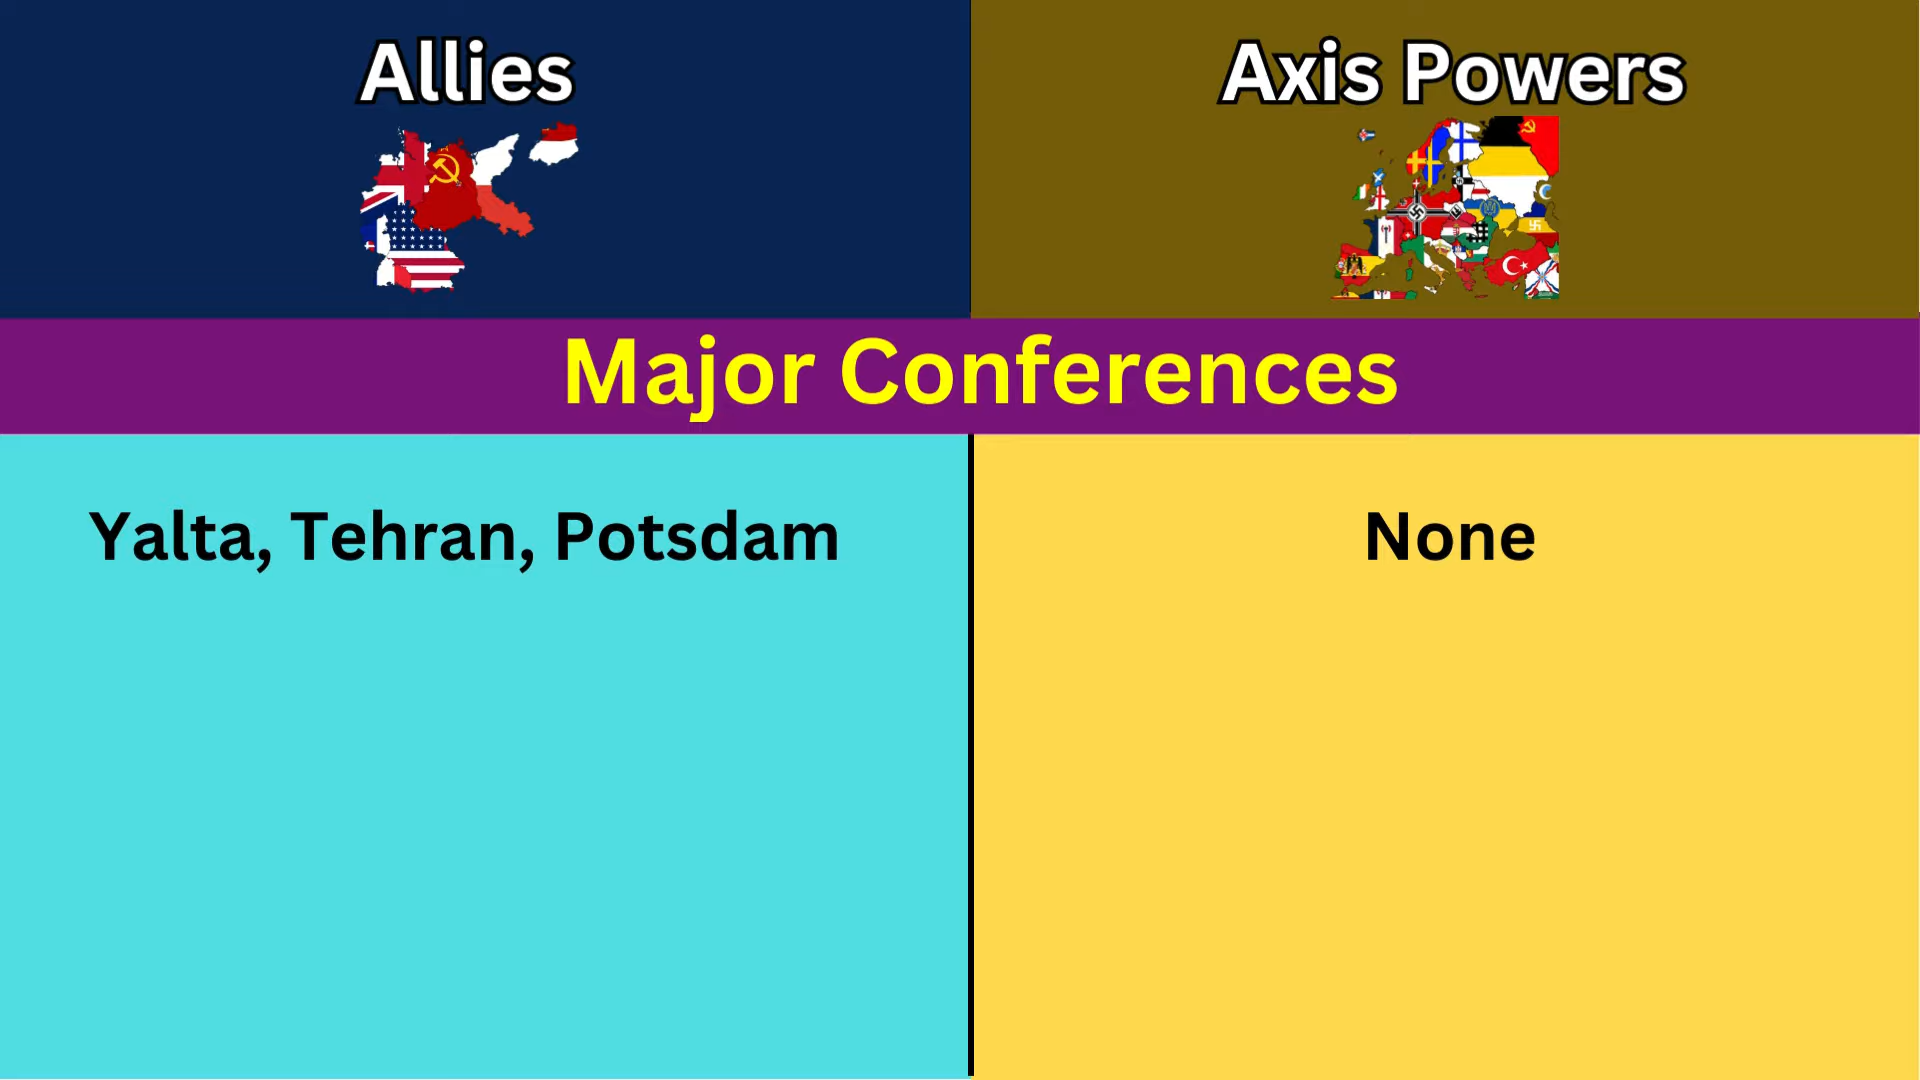 Allies
Axis Powers
Major Conferences
Yalta, Tehran, Potsdam
None